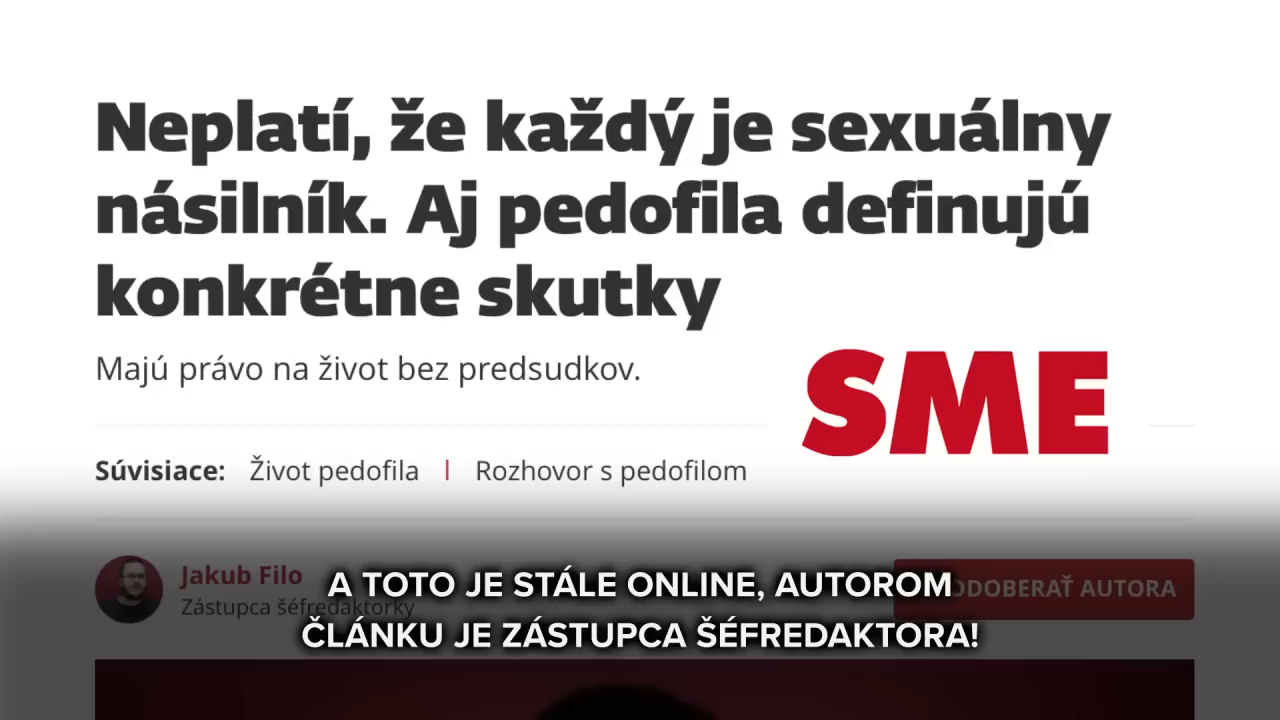 Neplatí, že každý je sexuálny
násilník. Aj pedofila definujú
konkrétne skutky
Majú právo na život bez predsudkov.
SME
Súvisiace: Život pedofila | Rozhovor s pedofilom
Jakub Filo
Zástupca šéfredaktorky
ODOBERAŤ AUTORA
A TOTO JE STÁLE ONLINE, AUTOROM
ČLÁNKU JE ZÁSTUPCA ŠÉFREDAKTORA!